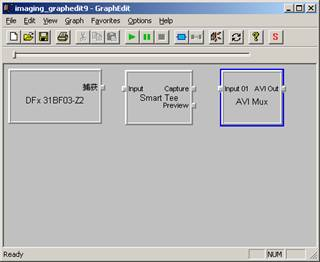 imaging_graphedit9 - GraphEdit
File Edit View Graph Favorites Options Help
捕获
DFx 31BF03-Z2
Input Capture
Smart Tee
Preview
Input 01 AVI Out
AVI Mux
Ready NUM